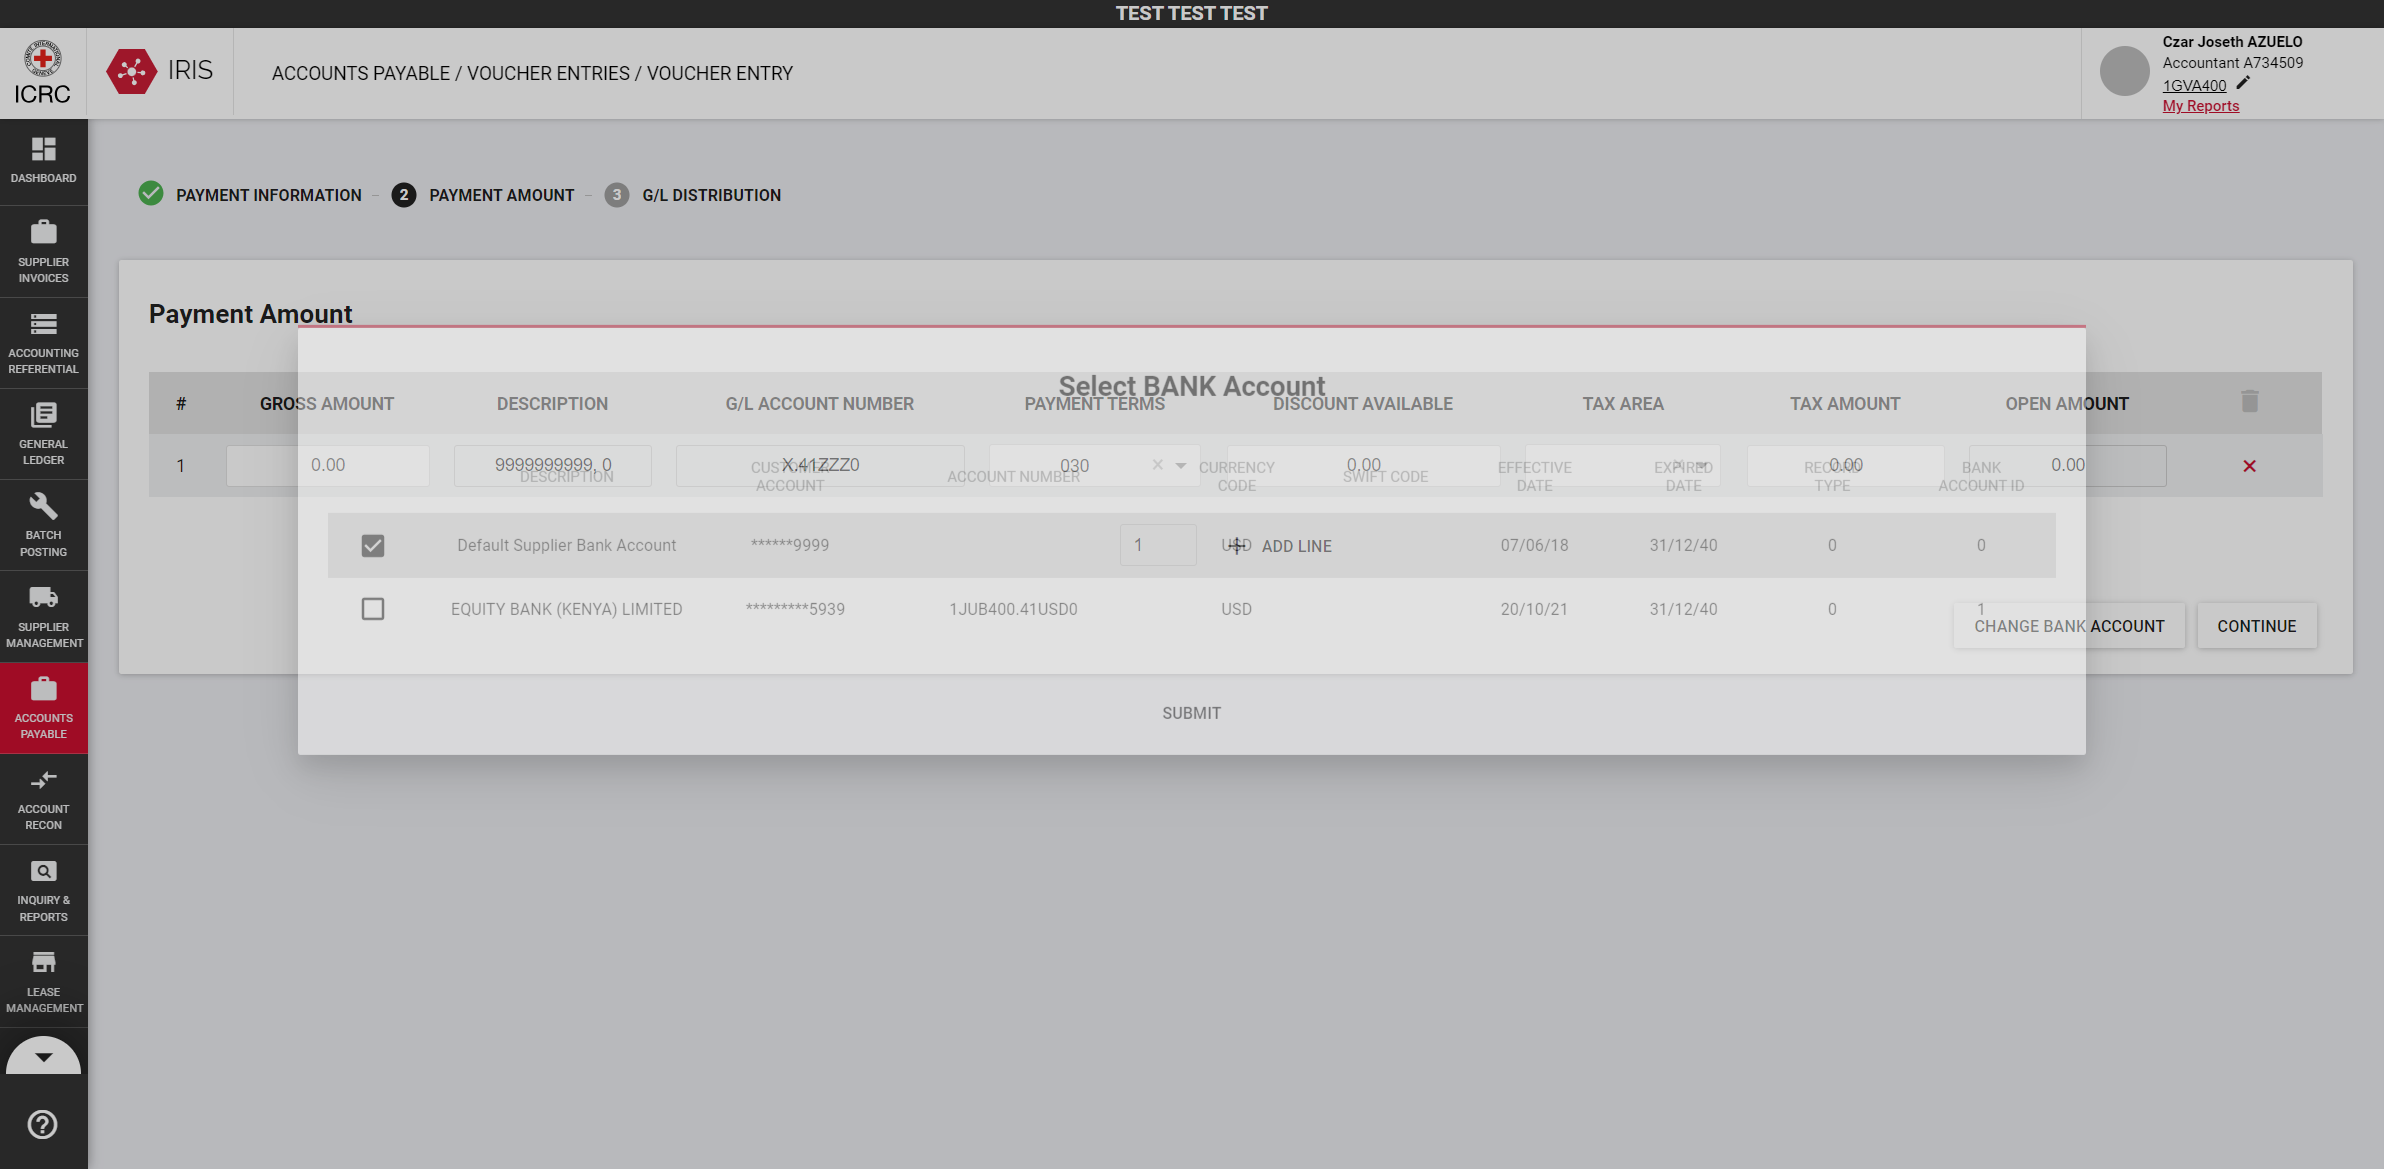 TEST TEST TEST
ICRC
IRIS
ACCOUNTS PAYABLE / VOUCHER ENTRIES / VOUCHER ENTRY
Czar Joseth AZUELO
Accountant A734509
1GVA400
My Reports
DASHBOARD
SUPPLIER
INVOICES
ACCOUNTING
REFERENTIAL
GENERAL
LEDGER
BATCH
POSTING
SUPPLIER
MANAGEMENT
ACCOUNTS
PAYABLE
ACCOUNT
RECON
INQUIRY &
REPORTS
LEASE
MANAGEMENT
PAYMENT INFORMATION – 2 PAYMENT AMOUNT – 3 G/L DISTRIBUTION
Payment Amount
Select BANK Account
# GROSS AMOUNT DESCRIPTION G/L ACCOUNT NUMBER PAYMENT TERMS DISCOUNT AVAILABLE TAX AREA TAX AMOUNT OPEN AMOUNT
1 0.00 9999999999, 0 X.41ZZZ0 030 0.00 0.00 0.00
DESCRIPTION CUSTOMER ACCOUNT ACCOUNT NUMBER CURRENCY CODE SWIFT CODE EFFECTIVE DATE EXPIRED DATE RECORD TYPE BANK ACCOUNT ID
Default Supplier Bank Account ******9999 USD 07/06/18 31/12/40 0 0
1 ADD LINE
EQUITY BANK (KENYA) LIMITED *********5939 1JUB400.41USD0 USD 20/10/21 31/12/40 0 1
CHANGE BANK ACCOUNT CONTINUE
SUBMIT